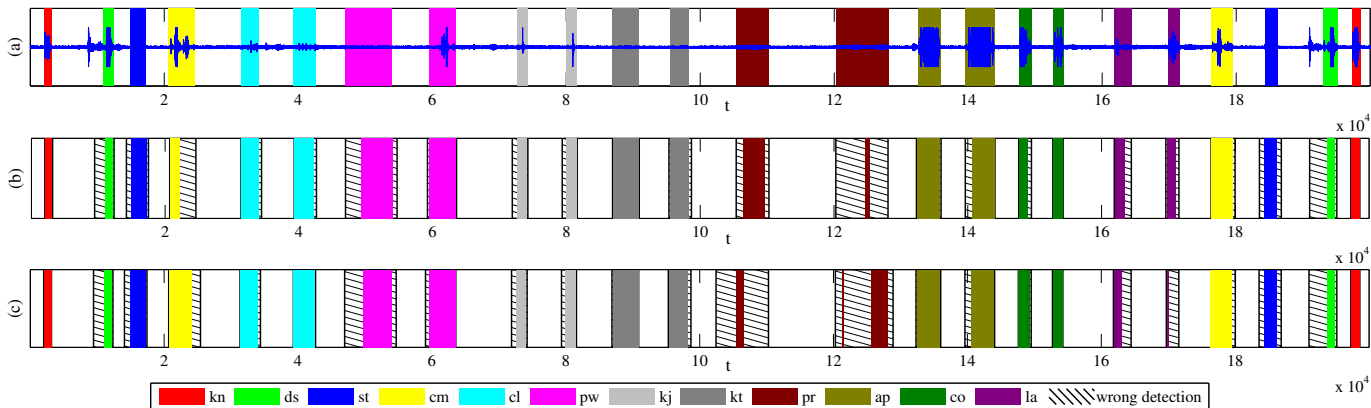 (a)
2 4 6 8 10 12 14 16 18
t
x 10^4
(b)
2 4 6 8 10 12 14 16 18
t
x 10^4
(c)
2 4 6 8 10 12 14 16 18
x 10^4
kn ds st cm cl pw kj kt pr ap co la wrong detection